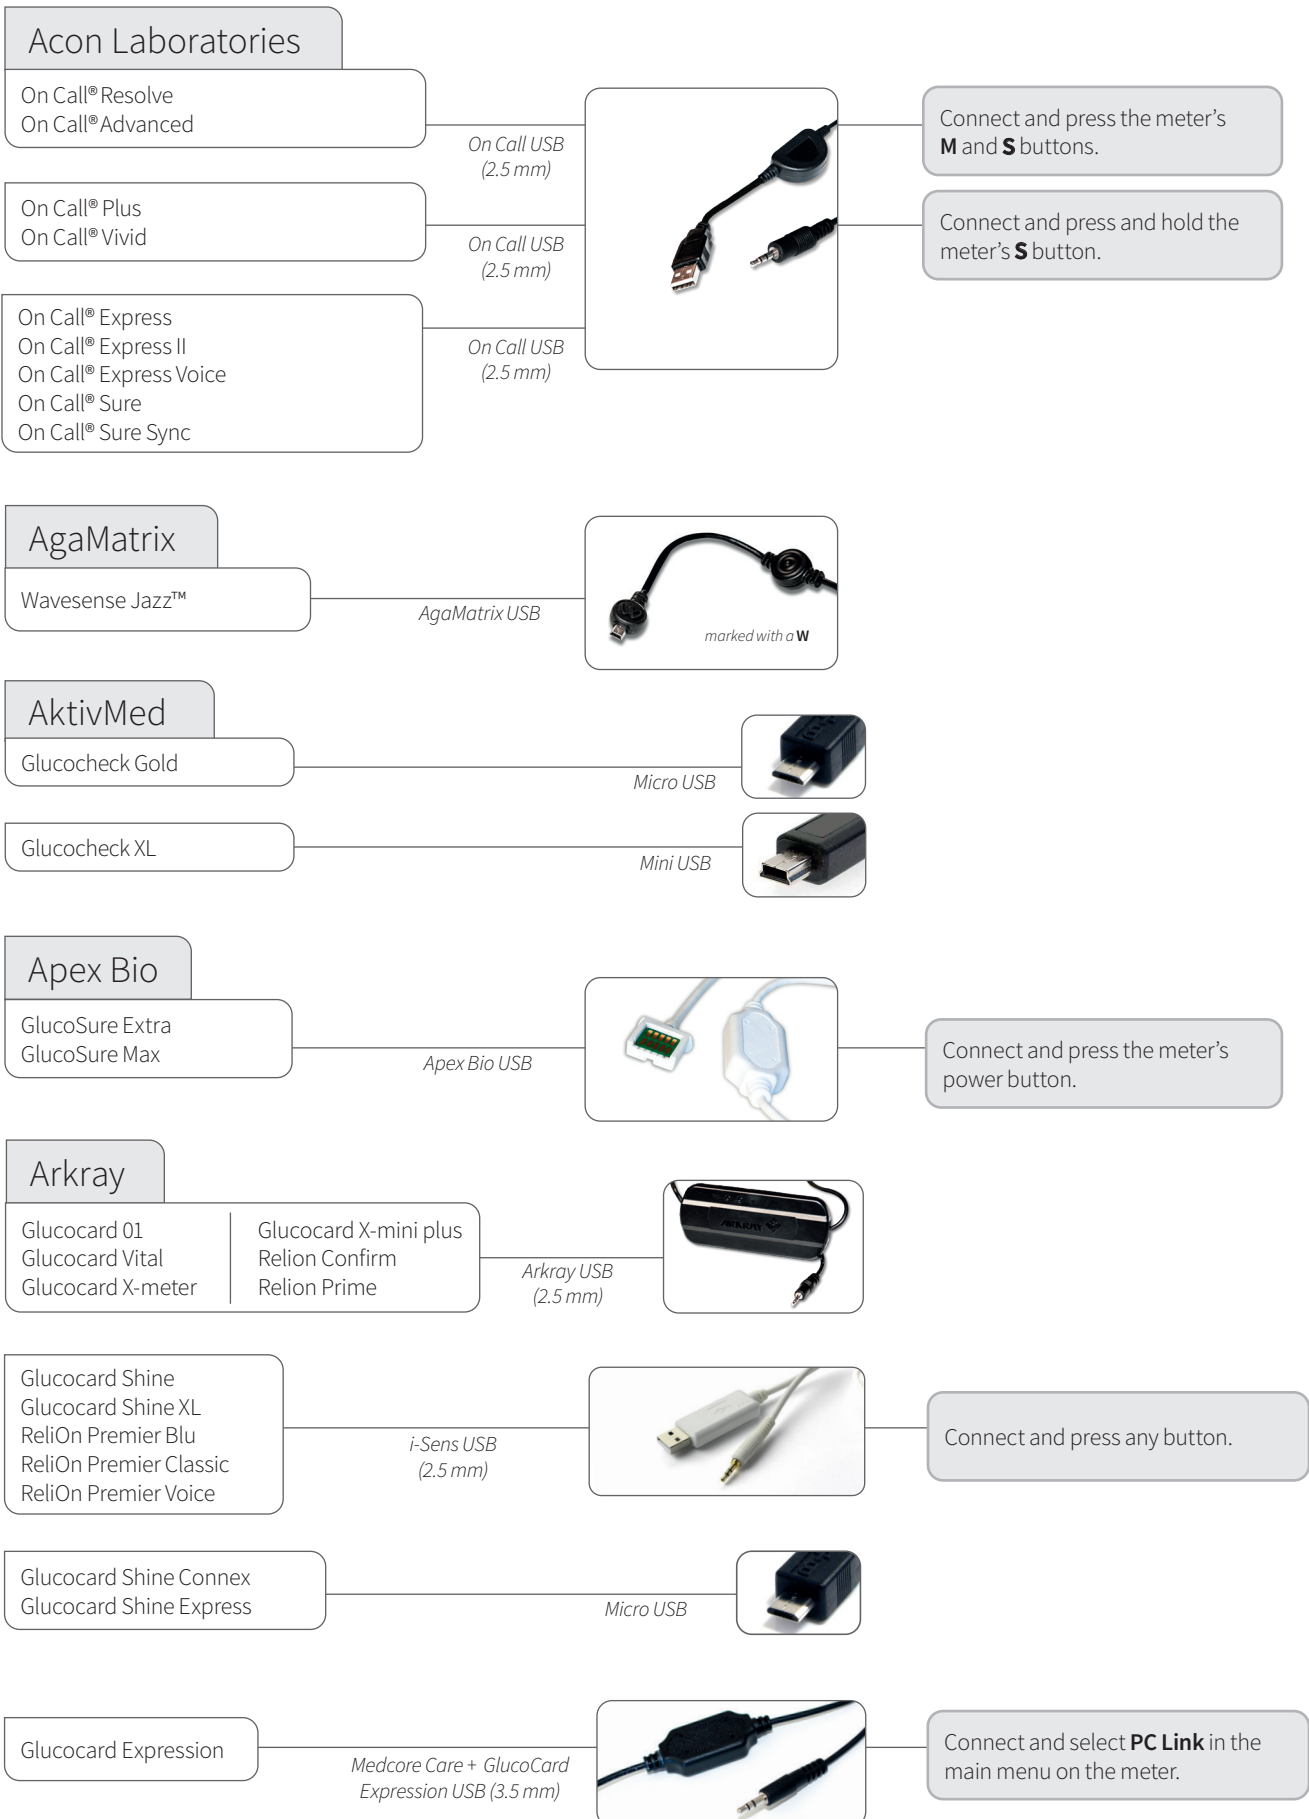 Acon Laboratories
On Call® Resolve
On Call® Advanced
On Call USB
(2.5 mm)
Connect and press the meter's
M and S buttons.
On Call® Plus
On Call® Vivid
On Call USB
(2.5 mm)
Connect and press and hold the
meter's S button.
On Call® Express
On Call® Express II
On Call® Express Voice
On Call® Sure
On Call® Sure Sync
On Call USB
(2.5 mm)
AgaMatrix
Wavesense Jazz™
AgaMatrix USB
marked with a W
AktivMed
Glucocheck Gold
Micro USB
Glucocheck XL
Mini USB
Apex Bio
GlucoSure Extra
GlucoSure Max
Apex Bio USB
Connect and press the meter's
power button.
Arkray
Glucocard 01
Glucocard Vital
Glucocard X-meter
Glucocard X-mini plus
Relion Confirm
Relion Prime
Arkray USB
(2.5 mm)
ARKRAY
Glucocard Shine
Glucocard Shine XL
ReliOn Premier Blu
ReliOn Premier Classic
ReliOn Premier Voice
i-Sens USB
(2.5 mm)
Connect and press any button.
Glucocard Shine Connex
Glucocard Shine Express
Micro USB
Glucocard Expression
Medcore Care + GlucoCard
Expression USB (3.5 mm)
Connect and select PC Link in the
main menu on the meter.